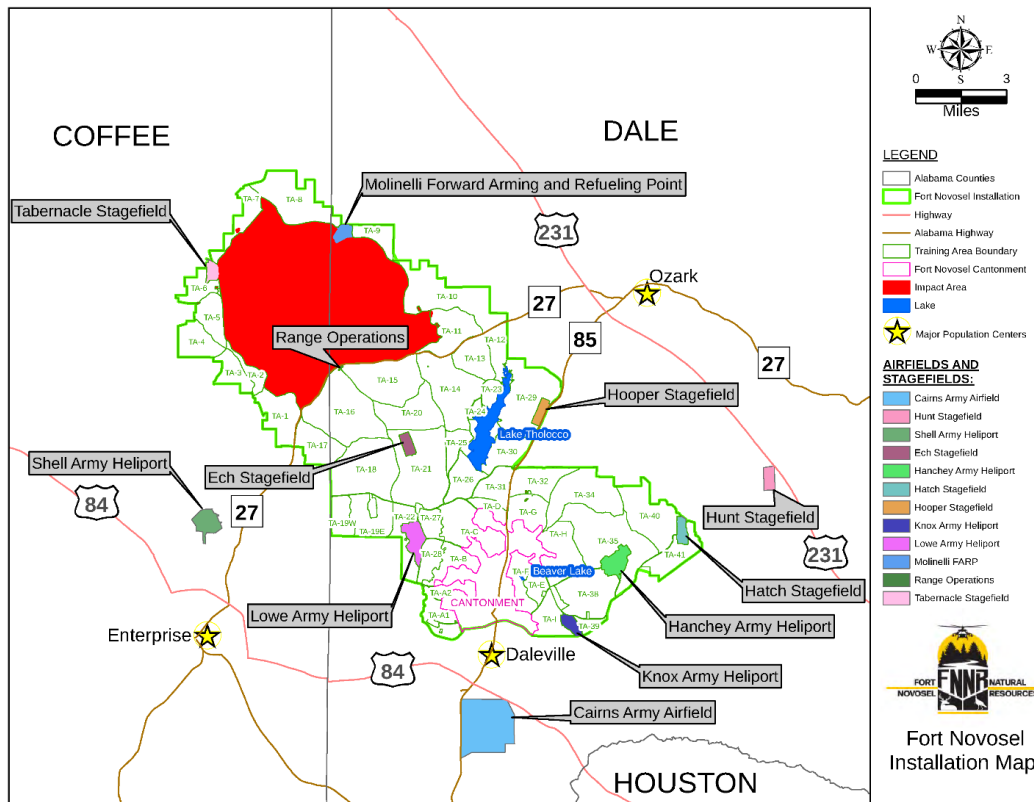 COFFEE
DALE
Molinelli Forward Arming and Refueling Point
Tabernacle Stagefield
TA-7
TA-8
TA-9
231
Ozark
TA-6
TA-5
TA-4
TA-3
TA-2
TA-1
TA-10
TA-11
TA-12
27
85
27
Range Operations
TA-13
TA-14
TA-15
TA-16
TA-17
TA-18
TA-20
TA-21
TA-23
TA-24
TA-25
TA-26
TA-29
TA-30
Hooper Stagefield
Lake Tholocco
Shell Army Heliport
Ech Stagefield
84
27
TA-19W
TA-19E
TA-22
TA-27
TA-28
TA-31
TA-32
TA-34
TA-35
TA-38
TA-39
TA-40
TA-41
TA-A1
TA-A2
TA-B
TA-C
TA-D
TA-E
TA-F
TA-G
TA-H
TA-I
Beaver Lake
CANTONMENT
Hunt Stagefield
231
Hatch Stagefield
Lowe Army Heliport
Hanchey Army Heliport
Enterprise
Daleville
84
Knox Army Heliport
Cairns Army Airfield
HOUSTON
N
W
E
S
0
3
Miles
LEGEND
Alabama Counties
Fort Novosel Installation
Highway
Alabama Highway
Training Area Boundary
Fort Novosel Cantonment
Impact Area
Lake
Major Population Centers
AIRFIELDS AND
STAGEFIELDS:
Cairns Army Airfield
Hunt Stagefield
Shell Army Heliport
Ech Stagefield
Hanchey Army Heliport
Hatch Stagefield
Hooper Stagefield
Knox Army Heliport
Lowe Army Heliport
Molinelli FARP
Range Operations
Tabernacle Stagefield
FORT NOVOSEL
FNNR
NATURAL RESOURCES
Fort Novosel
Installation Map